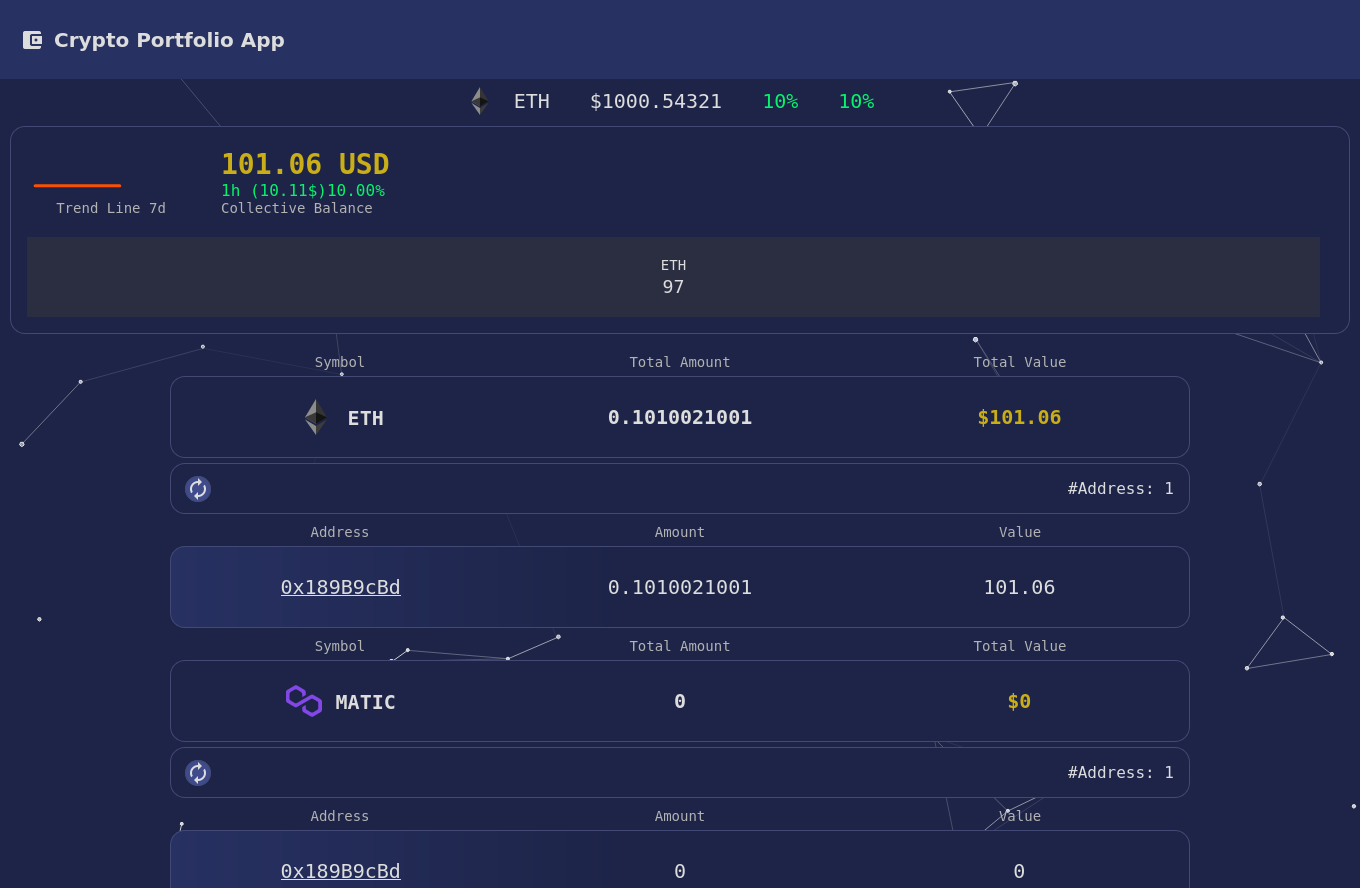 Crypto Portfolio App
ETH $1000.54321 10% 10%
101.06 USD
1h (10.11$)10.00%
Trend Line 7d Collective Balance
ETH
97
Symbol Total Amount Total Value
ETH 0.1010021001 $101.06
#Address: 1
Address Amount Value
0x189B9cBd 0.1010021001 101.06
Symbol Total Amount Total Value
MATIC 0 $0
#Address: 1
Address Amount Value
0x189B9cBd 0 0